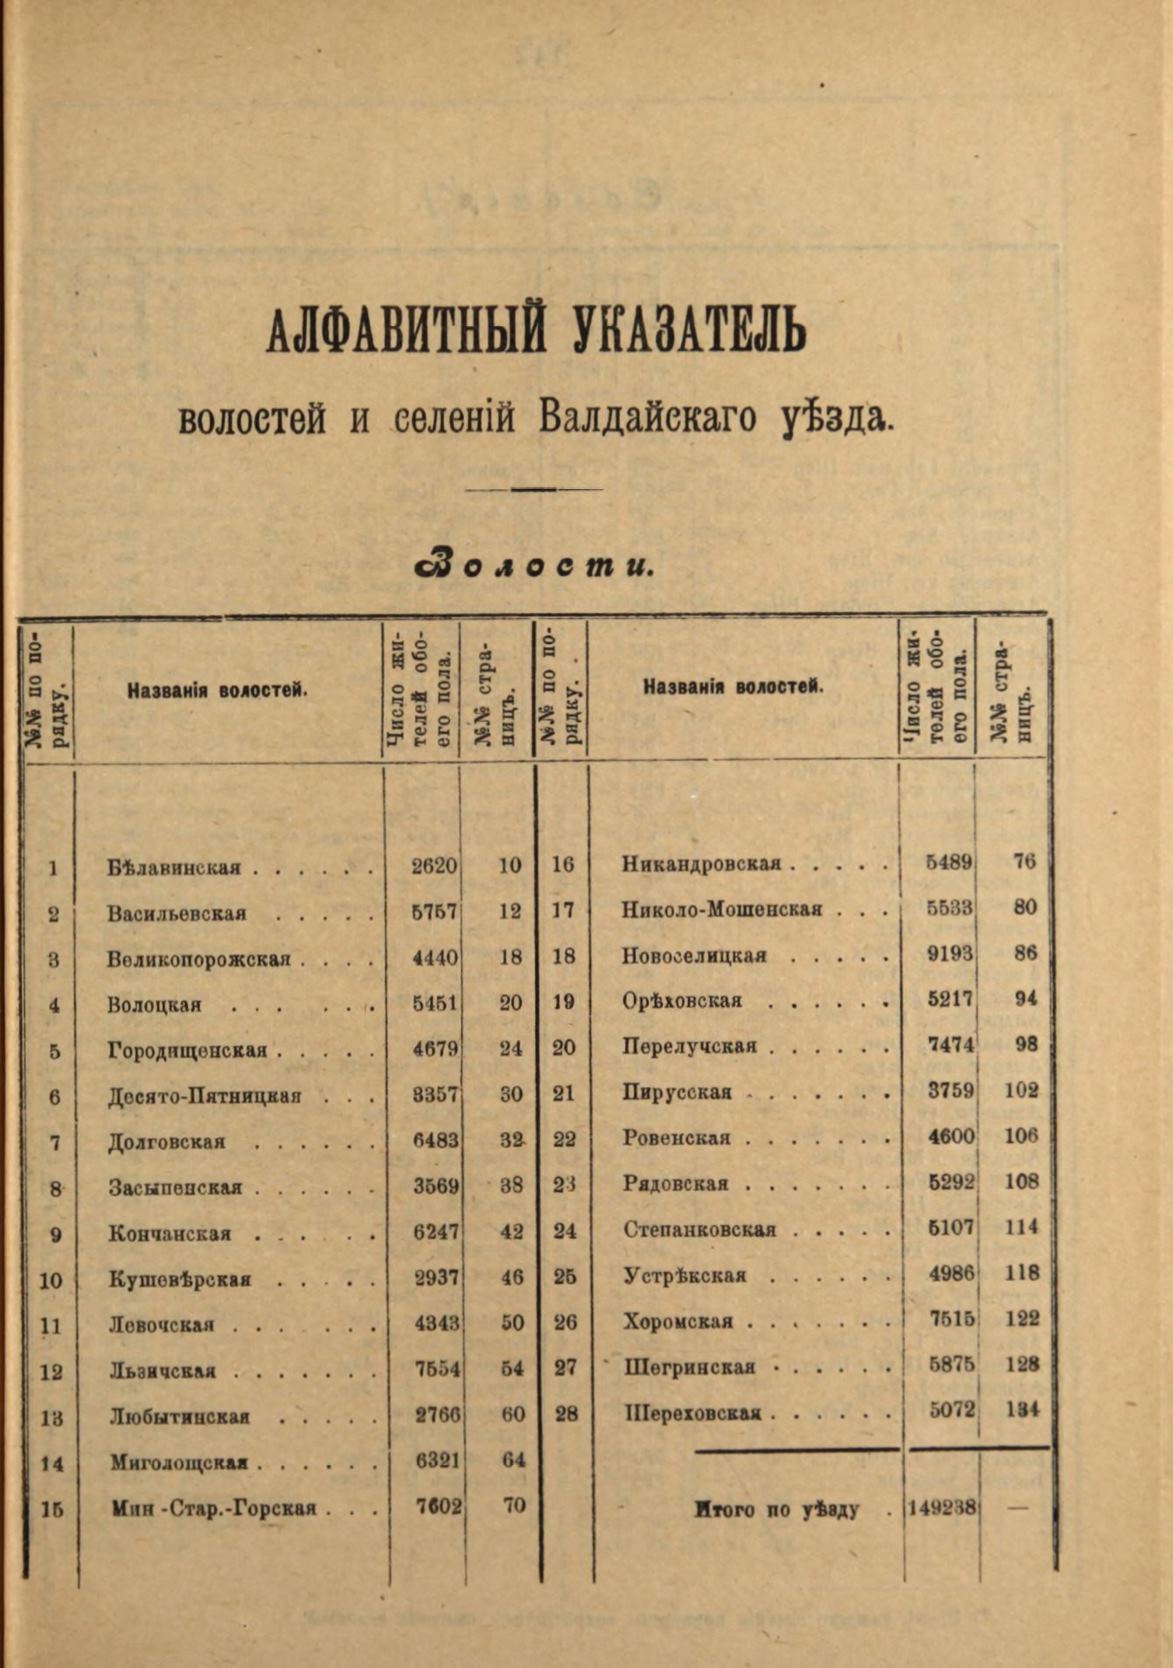 АЛФАВИТНЫЙ УКАЗАТЕЛЬ
волостей и селеній Валдайскаго уѣзда.
Волости.
№№ по порядку. Названія волостей. Число жителей обоего пола. №№ страницъ. №№ по порядку. Названія волостей. Число жителей обоего пола. №№ страницъ.
1 Бѣлавинская . . . . . . 2620 10 16 Никандровская . . . . . 5489 76
2 Васильевская . . . . . 5757 12 17 Николо-Мошенская . . . 5533 80
3 Великопорожская . . . . 4440 18 18 Новоселицкая . . . . . 9193 86
4 Волоцкая . . . . . . 5451 20 19 Орѣховская . . . . . . 5217 94
5 Городищенская . . . . . 4679 24 20 Перелучская . . . . . . 7474 98
6 Десято-Пятницкая . . . 3357 30 21 Пирусская . . . . . . . 3759 102
7 Долговская . . . . . . 6483 32 22 Ровенская . . . . . . . 4600 106
8 Засыпенская . . . . . . 3569 38 23 Рядовская . . . . . . . 5292 108
9 Кончанская . . . . . 6247 42 24 Степанковская . . . . . 5107 114
10 Кушевѣрская . . . . . 2937 46 25 Устрѣкская . . . . . . 4986 118
11 Левочская . . . . . . 4343 50 26 Хоромская . . . . . . . 7515 122
12 Льзичская . . . . . . . 7554 54 27 Шегринская . . . . . . 5875 128
13 Любытинская . . . . . 2766 60 28 Шереховская . . . . . . 5072 134
14 Миголощская . . . . . . 6321 64
15 Мин-Стар.-Горская . . . 7602 70 Итого по уѣзду . 149238 —